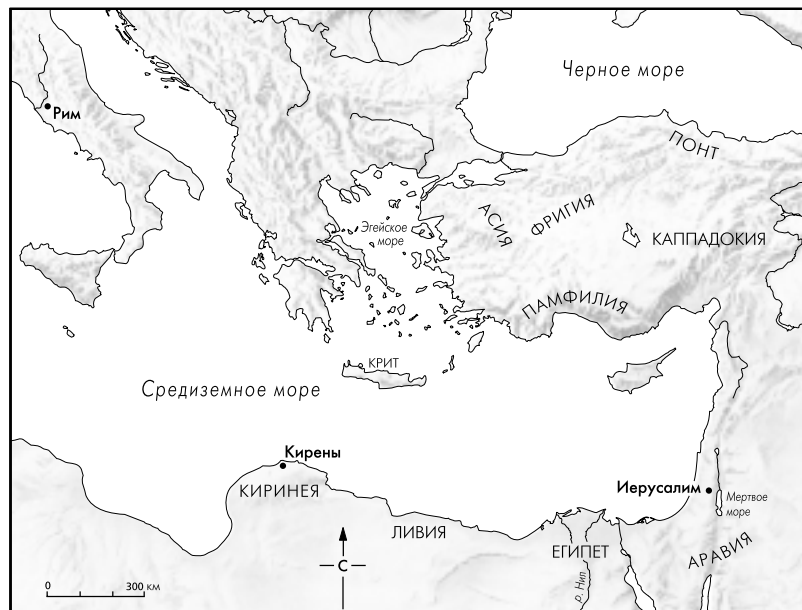 Черное море
Рим
ПОНТ
АСИЯ
ФРИГИЯ
Эгейское
море
КАППАДОКИЯ
ПАМФИЛИЯ
КРИТ
Средиземное море
Кирены
КИРИНЕЯ
Иерусалим
Мертвое
море
ЛИВИЯ
ЕГИПЕТ
АРАВИЯ
С
р. Нил
0 300 км